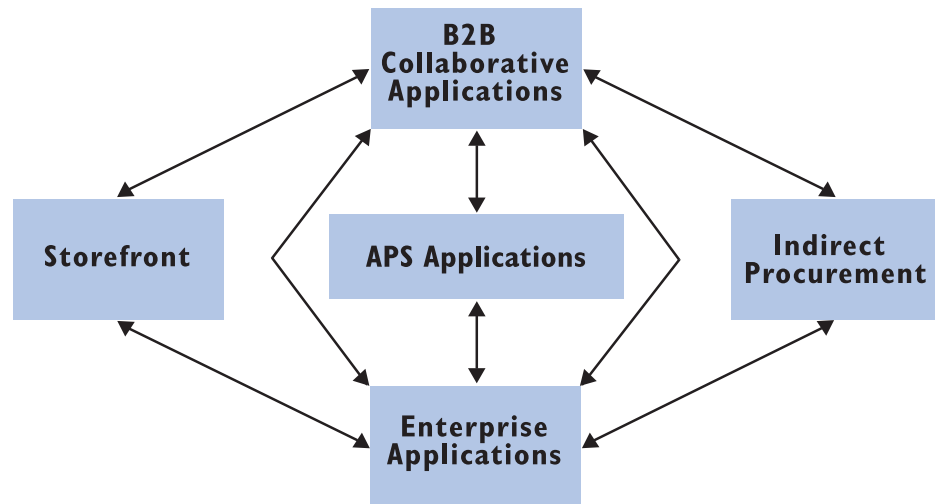 B2B
Collaborative
Applications
Storefront
APS Applications
Indirect
Procurement
Enterprise
Applications